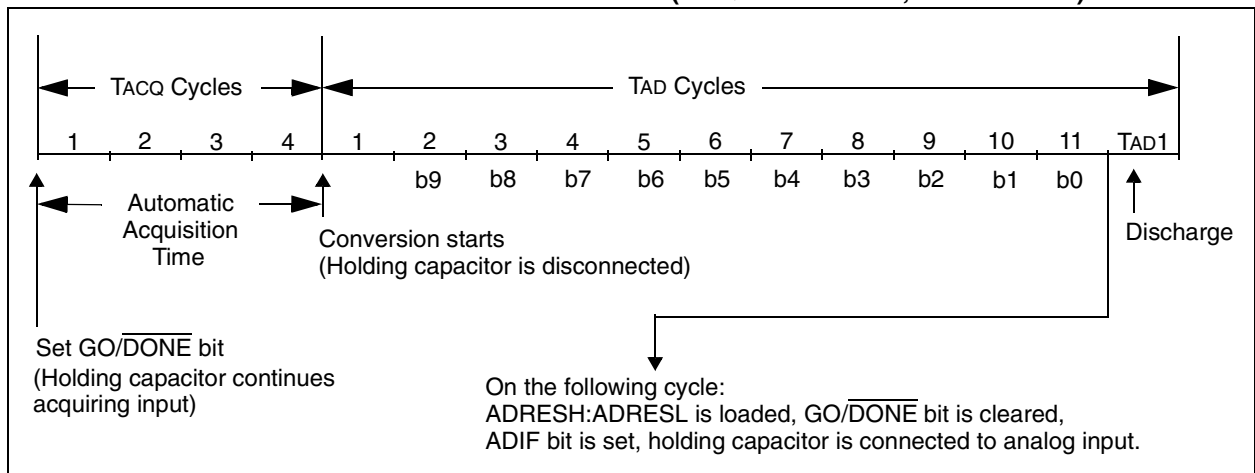 TACQ Cycles
TAD Cycles
1 2 3 4 1 2 3 4 5 6 7 8 9 10 11 TAD1
b9 b8 b7 b6 b5 b4 b3 b2 b1 b0
Automatic
Acquisition
Time
Conversion starts
(Holding capacitor is disconnected)
Discharge
Set GO/DONE bit
(Holding capacitor continues
acquiring input)
On the following cycle:
ADRESH:ADRESL is loaded, GO/DONE bit is cleared,
ADIF bit is set, holding capacitor is connected to analog input.